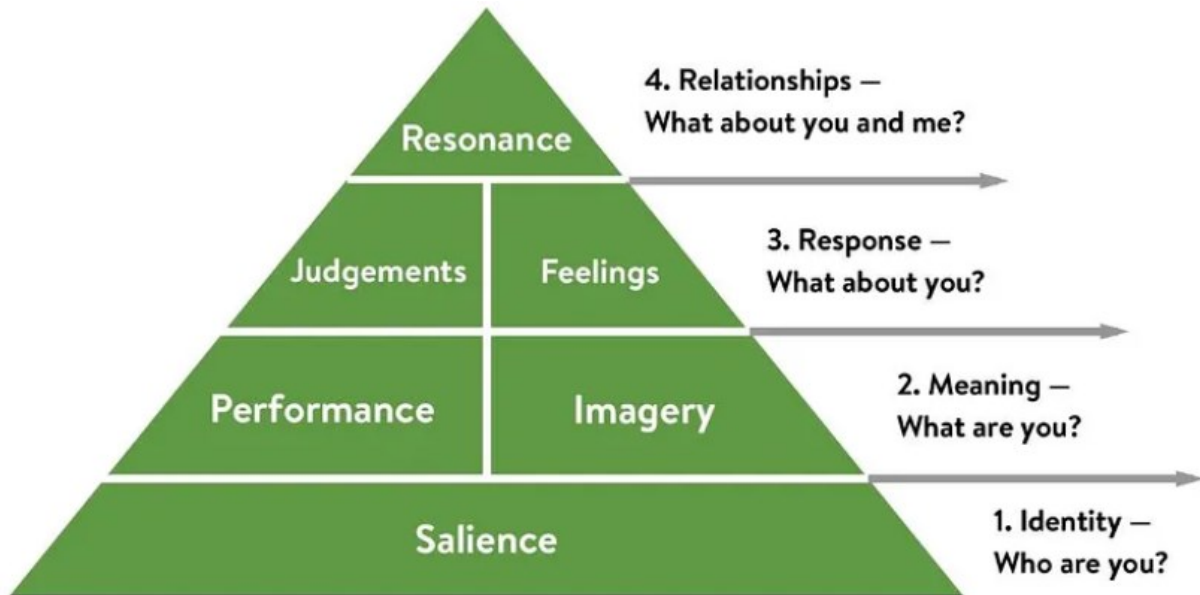 Resonance
4. Relationships –
What about you and me?
Judgements
Feelings
3. Response –
What about you?
Performance
Imagery
2. Meaning –
What are you?
Salience
1. Identity –
Who are you?